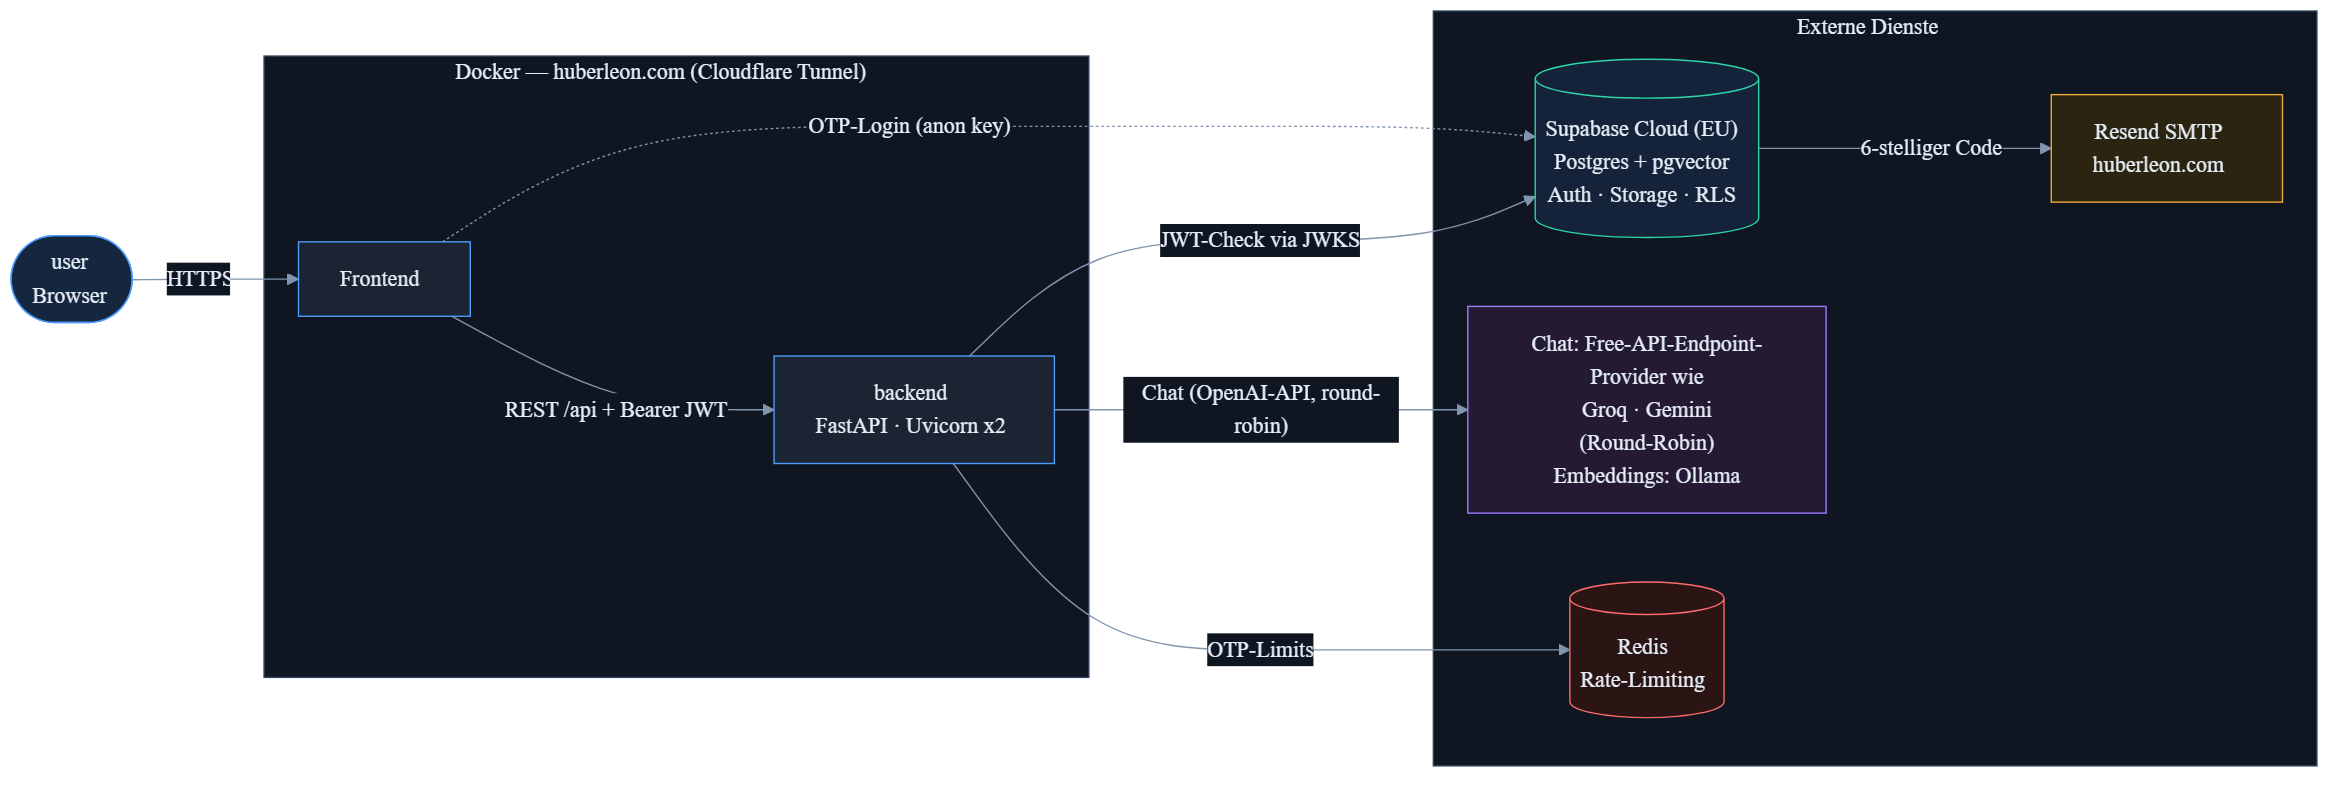 Externe Dienste
Docker — huberleon.com (Cloudflare Tunnel)
OTP-Login (anon key)
Supabase Cloud (EU)
Postgres + pgvector
Auth · Storage · RLS
6-stelliger Code
Resend SMTP
huberleon.com
JWT-Check via JWKS
user
Browser
HTTPS
Frontend
REST /api + Bearer JWT
backend
FastAPI · Uvicorn x2
Chat (OpenAI-API, round-
robin)
Chat: Free-API-Endpoint-
Provider wie
Groq · Gemini
(Round-Robin)
Embeddings: Ollama
OTP-Limits
Redis
Rate-Limiting